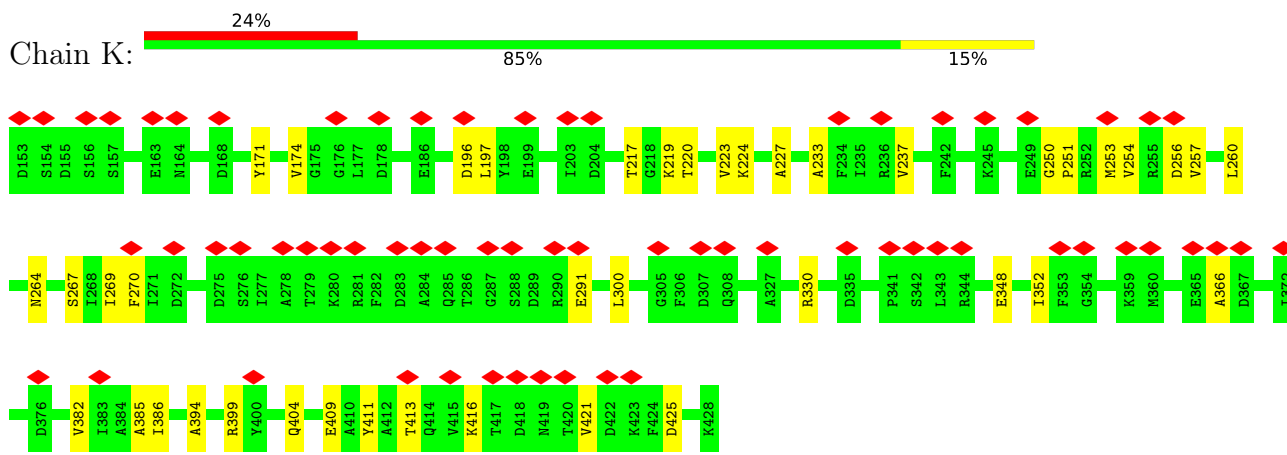 24%
Chain K:
85% 15%
D153 S154 D155 S156 S157 E163 N164 D168 Y171 V174 G175 G176 L177 D178 E186 D196 L197 Y198 E199 I203 D204 T217 G218 K219 T220 V223 K224 A227 A233 F234 I235 R236 V237 F242 K245 E249 G250 P251 R252 M253 V254 R255 D256 V257 L260
N264 S267 I268 I269 F270 I271 D272 D275 S276 I277 A278 T279 K280 R281 F282 D283 A284 Q285 T286 G287 S288 D289 R290 E291 L300 G305 F306 D307 Q308 A327 R330 D335 P341 S342 L343 R344 E348 I352 F353 G354 K359 M360 E365 A366 D367
D376 V382 I383 A384 A385 I386 A394 R399 Y400 Q404 E409 A410 Y411 A412 T413 Q414 V415 K416 T417 D418 N419 T420 V421 D422 K423 F424 D425 K428